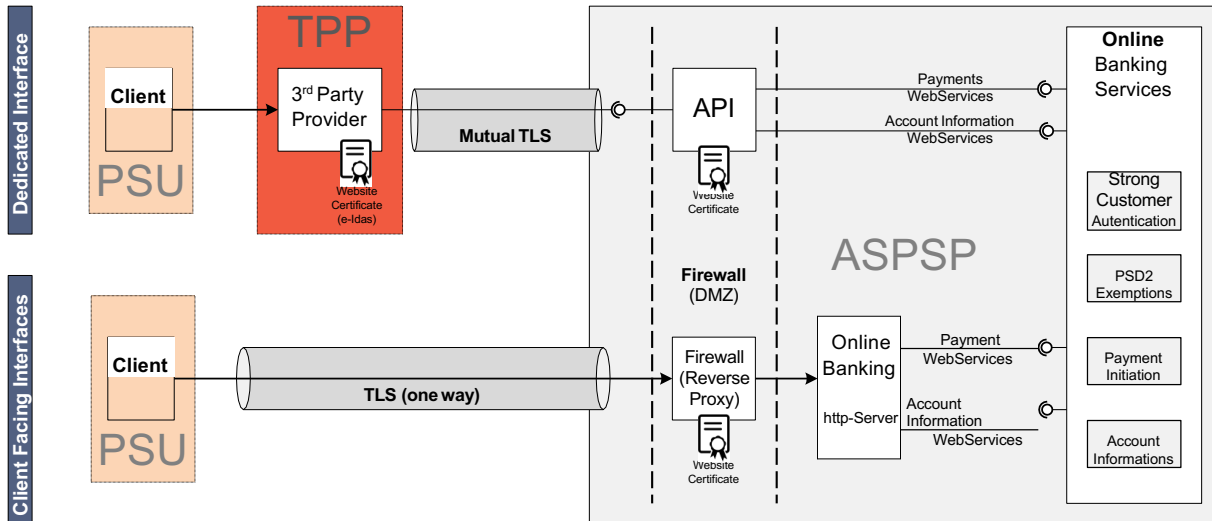 Dedicated Interface
PSU
Client
TPP
3rd Party
Provider
Website
Certificate
(e-Idas)
Mutual TLS
API
Website
Certificate
Payments
WebServices
Account Information
WebServices
Online
Banking
Services
Strong
Customer
Autentication
PSD2
Exemptions
Payment
Initiation
Account
Informations
ASPSP
Firewall
(DMZ)
Client Facing Interfaces
Client
PSU
TLS (one way)
Firewall
(Reverse
Proxy)
Website
Certificate
Online
Banking
http-Server
Payment
WebServices
Account
Information
WebServices